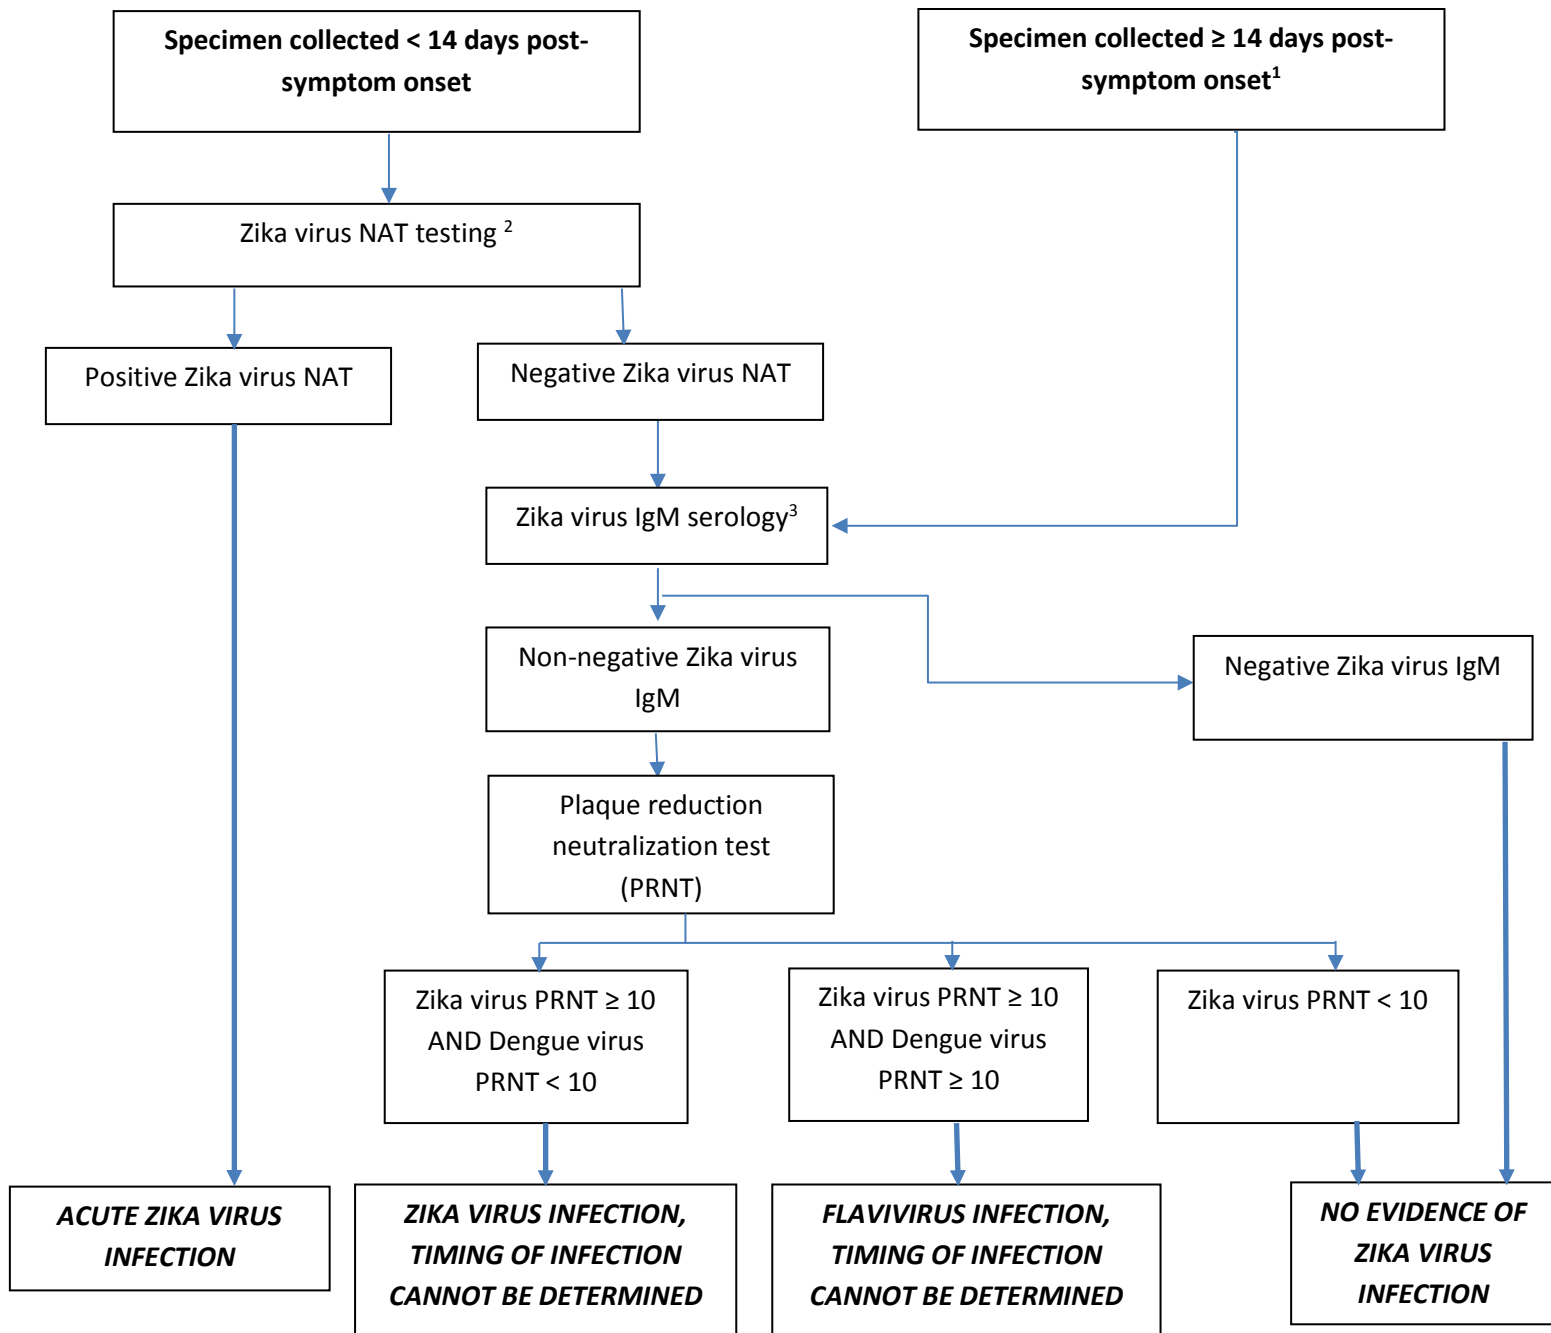 Specimen collected < 14 days post-
symptom onset
Specimen collected ≥ 14 days post-
symptom onset1
Zika virus NAT testing 2
Positive Zika virus NAT
Negative Zika virus NAT
Zika virus IgM serology3
Non-negative Zika virus
IgM
Negative Zika virus IgM
Plaque reduction
neutralization test
(PRNT)
Zika virus PRNT ≥ 10
AND Dengue virus
PRNT < 10
Zika virus PRNT ≥ 10
AND Dengue virus
PRNT ≥ 10
Zika virus PRNT < 10
ACUTE ZIKA VIRUS
INFECTION
ZIKA VIRUS INFECTION,
TIMING OF INFECTION
CANNOT BE DETERMINED
FLAVIVIRUS INFECTION,
TIMING OF INFECTION
CANNOT BE DETERMINED
NO EVIDENCE OF
ZIKA VIRUS
INFECTION